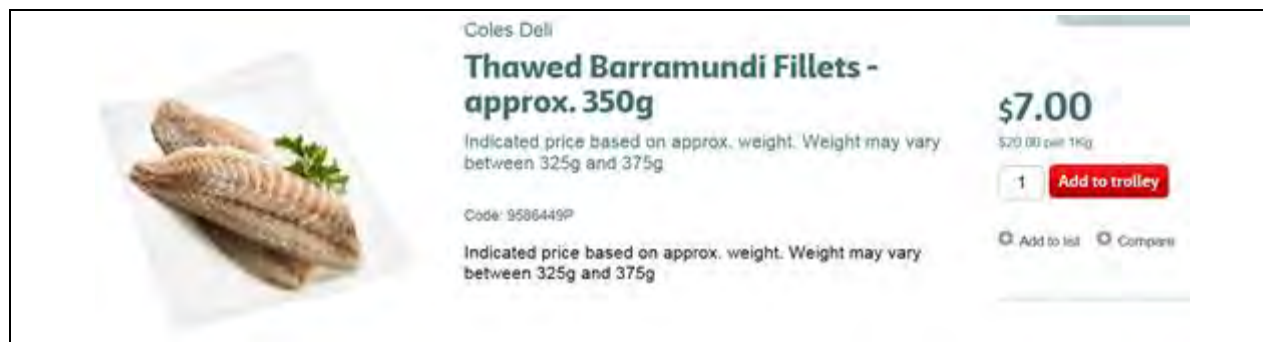 Coles Deli
Thawed Barramundi Fillets -
approx. 350g
Indicated price based on approx. weight. Weight may vary
between 325g and 375g
Code: 9586449P
Indicated price based on approx. weight. Weight may vary
between 325g and 375g
$7.00
$20.00 per 1Kg
1 Add to trolley
Add to list Compare